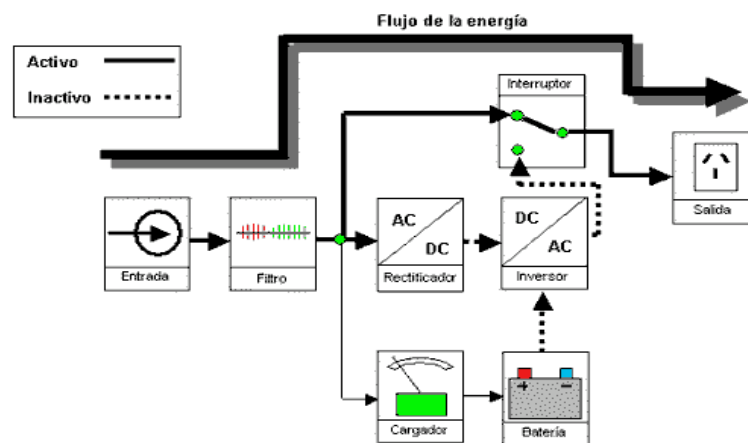 Flujo de la energía
Activo
Inactivo
Interruptor
Salida
Entrada
Filtro
AC
DC
Rectificador
DC
AC
Inversor
Cargador
+ −
Batería